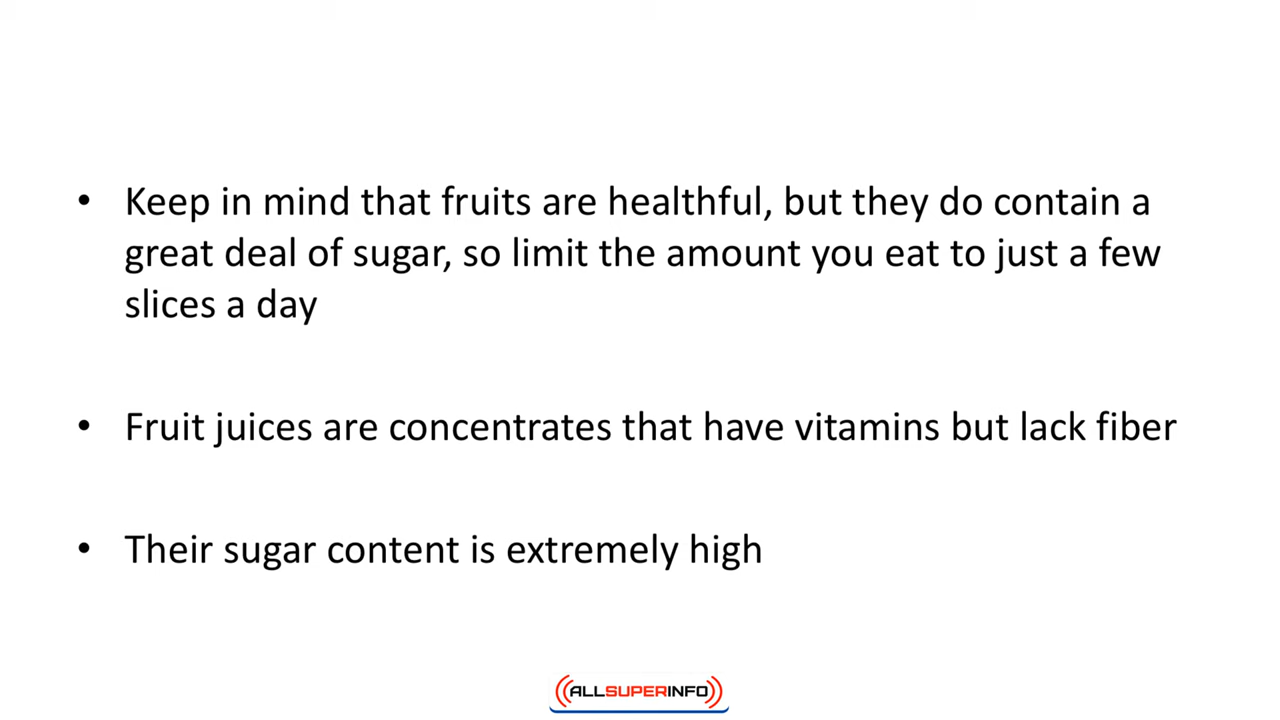 • Keep in mind that fruits are healthful, but they do contain a
great deal of sugar, so limit the amount you eat to just a few
slices a day
• Fruit juices are concentrates that have vitamins but lack fiber
• Their sugar content is extremely high
ALLSUPERINFO